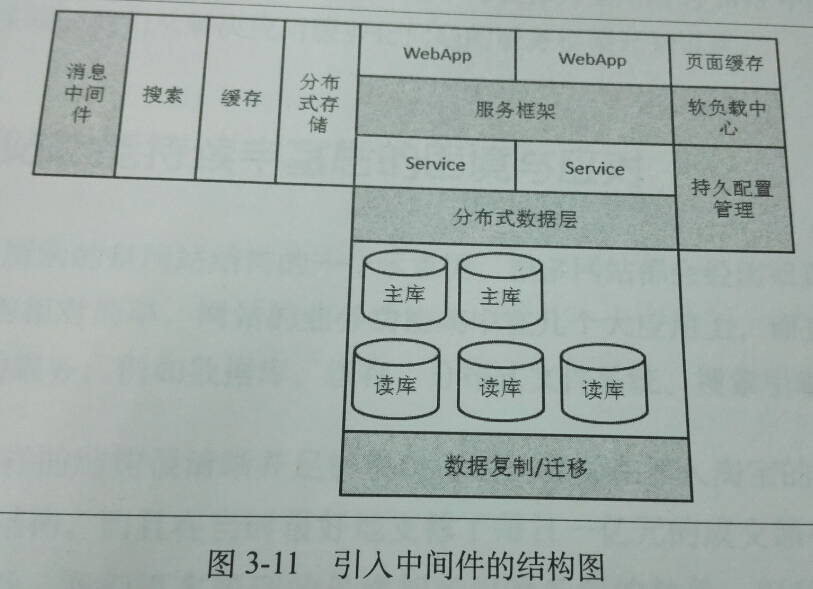 消息
中间
件
搜索
缓存
分布
式存
储
WebApp
WebApp
页面缓存
服务框架
软负载中
心
Service
Service
持久配置
管理
分布式数据层
主库
主库
读库
读库
读库
数据复制/迁移
图 3-11 引入中间件的结构图